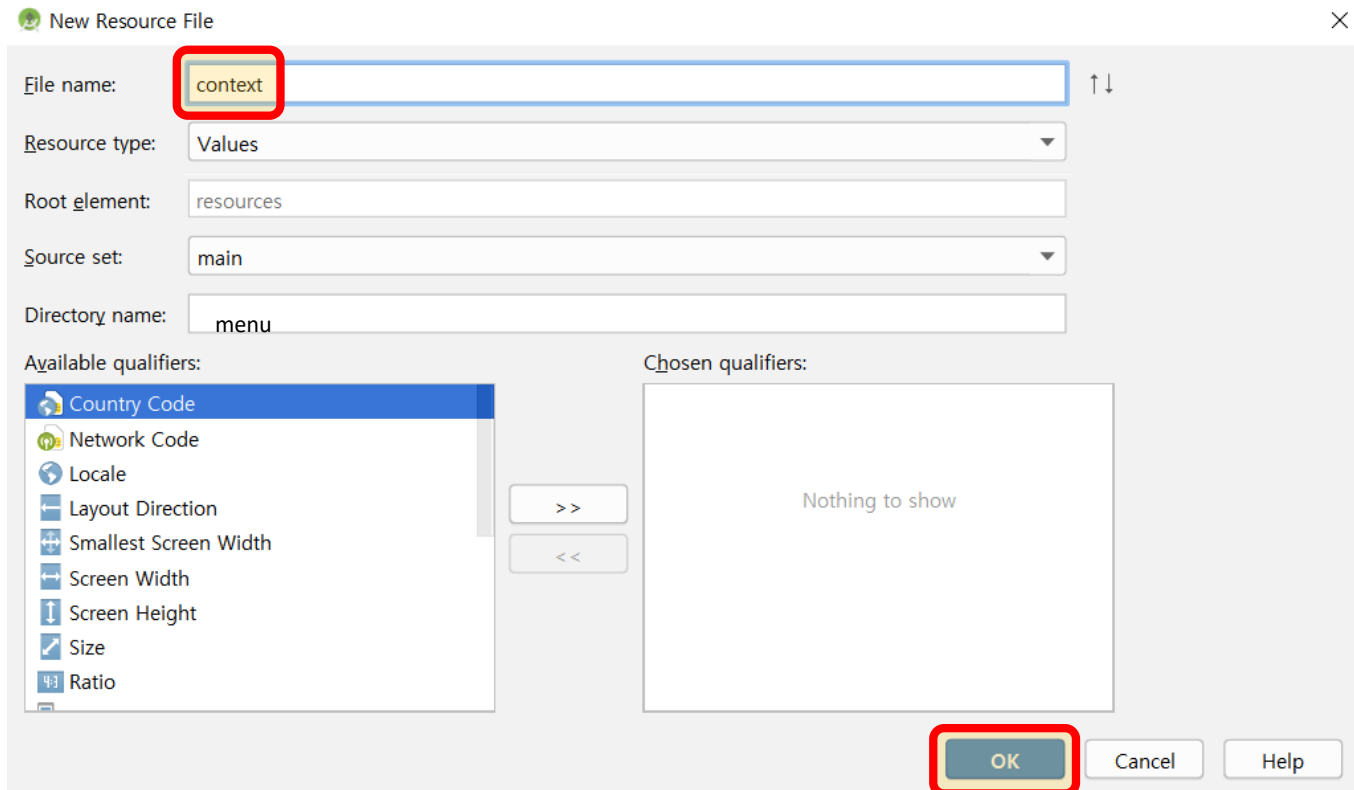 New Resource File
File name: context
Resource type: Values
Root element: resources
Source set: main
Directory name: menu
Available qualifiers:
Chosen qualifiers:
Country Code
Network Code
Locale
Layout Direction
Smallest Screen Width
Screen Width
Screen Height
Size
Ratio
>>
<<
Nothing to show
OK Cancel Help